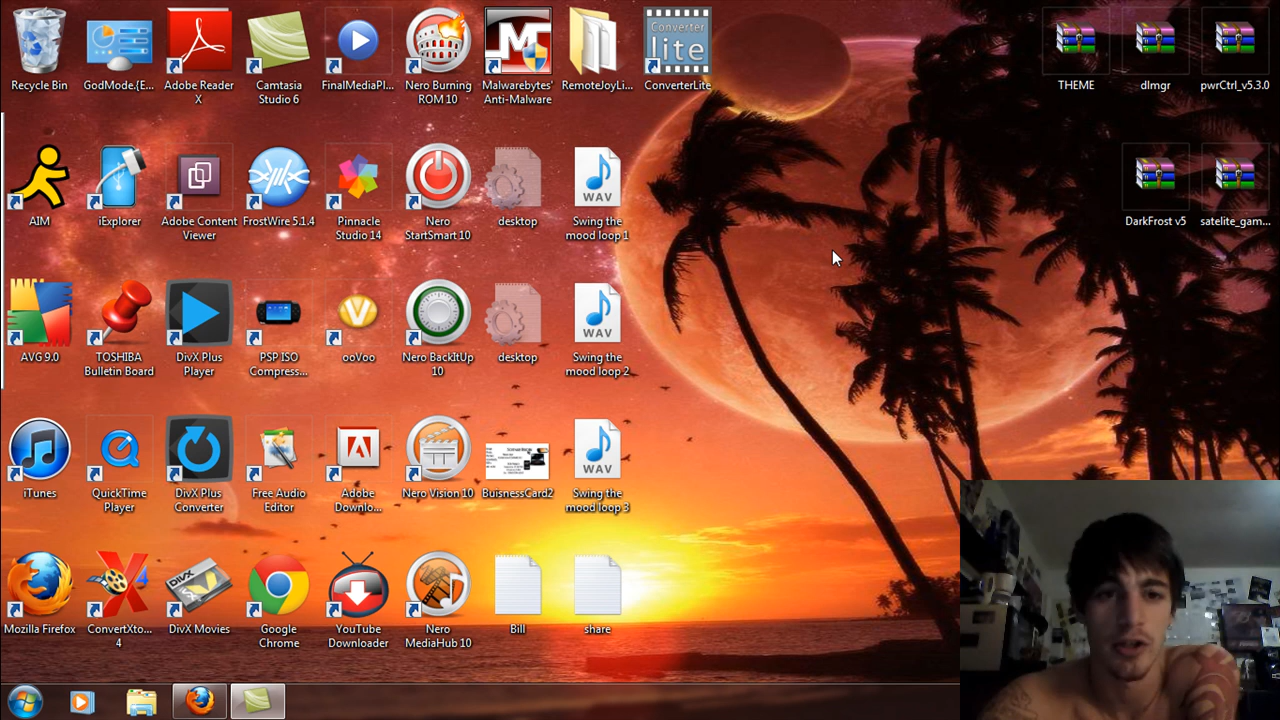 Recycle Bin
GodMode.{E...
Adobe Reader
X
Camtasia
Studio 6
FinalMediaPl...
Nero Burning
ROM 10
Malwarebytes'
Anti-Malware
RemoteJoyLi...
Converter
lite
ConverterLite
THEME
dlmgr
pwrCtrl_v5.3.0
AIM
iExplorer
Adobe Content
Viewer
FrostWire 5.1.4
Pinnacle
Studio 14
Nero
StartSmart 10
desktop
WAV
Swing the
mood loop 1
DarkFrost v5
satelite_gam...
AVG 9.0
TOSHIBA
Bulletin Board
DivX Plus
Player
PSP ISO
Compress...
ooVoo
Nero BackItUp
10
desktop
WAV
Swing the
mood loop 2
iTunes
QuickTime
Player
DivX Plus
Converter
Free Audio
Editor
Adobe
Downlo...
Nero Vision 10
BuisnessCard2
WAV
Swing the
mood loop 3
Mozilla Firefox
ConvertXto...
4
DIVX
DivX Movies
Google
Chrome
YouTube
Downloader
Nero
MediaHub 10
Bill
share